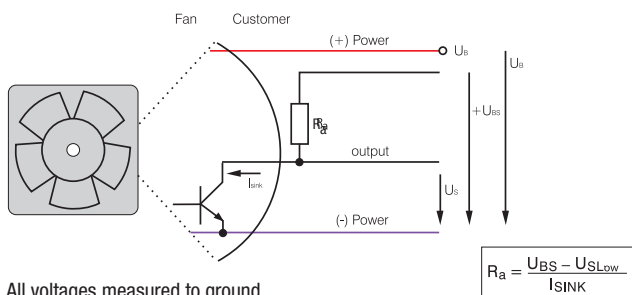 Fan Customer
(+) Power
UB
UB
+UBS
Ra
output
Isink
US
(-) Power
Ra = UBS – USLow
ISINK
All voltages measured to ground